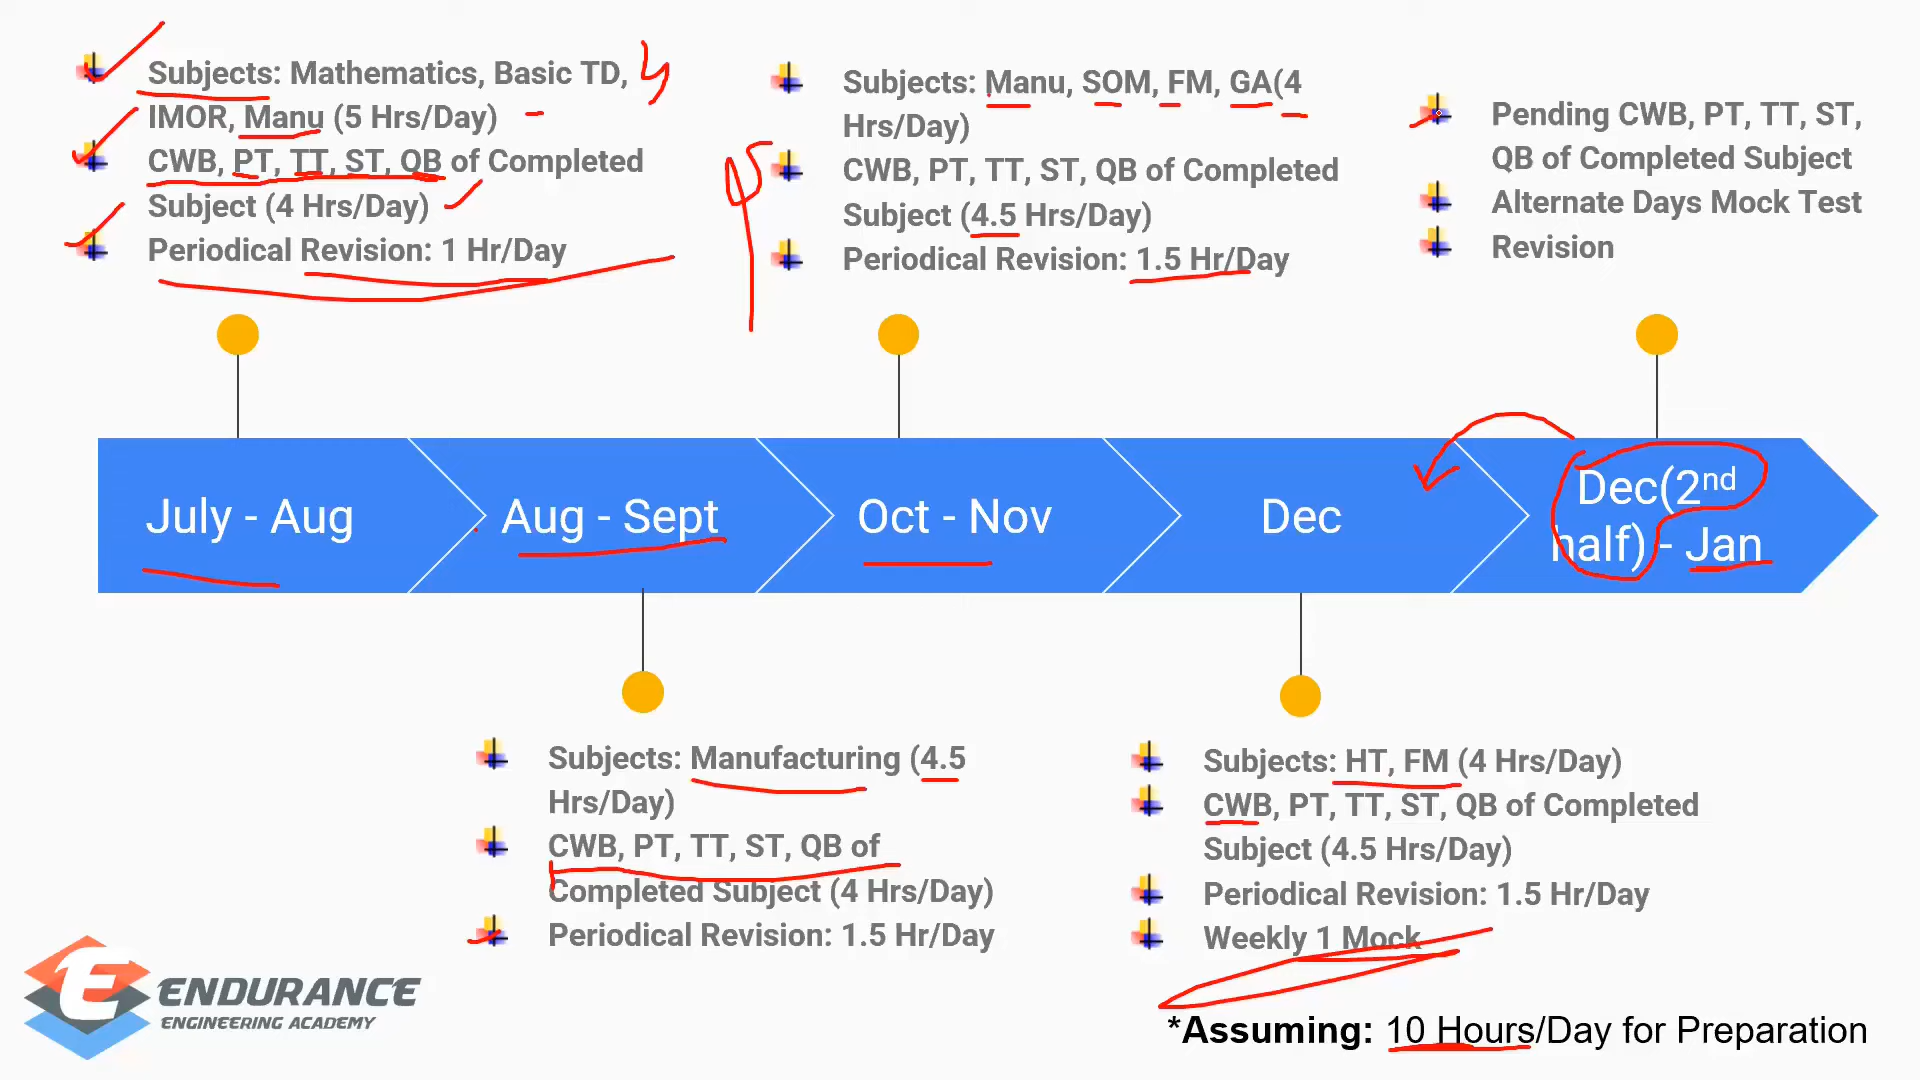 Subjects: Mathematics, Basic TD,
IMOR, Manu (5 Hrs/Day)
CWB, PT, TT, ST, QB of Completed
Subject (4 Hrs/Day)
Periodical Revision: 1 Hr/Day
Subjects: Manu, SOM, FM, GA(4
Hrs/Day)
CWB, PT, TT, ST, QB of Completed
Subject (4.5 Hrs/Day)
Periodical Revision: 1.5 Hr/Day
Pending CWB, PT, TT, ST,
QB of Completed Subject
Alternate Days Mock Test
Revision
July - Aug
Aug - Sept
Oct - Nov
Dec
Dec(2nd
half) - Jan
Subjects: Manufacturing (4.5
Hrs/Day)
CWB, PT, TT, ST, QB of
Completed Subject (4 Hrs/Day)
Periodical Revision: 1.5 Hr/Day
Subjects: HT, FM (4 Hrs/Day)
CWB, PT, TT, ST, QB of Completed
Subject (4.5 Hrs/Day)
Periodical Revision: 1.5 Hr/Day
Weekly 1 Mock
*Assuming: 10 Hours/Day for Preparation
ENDURANCE
ENGINEERING ACADEMY